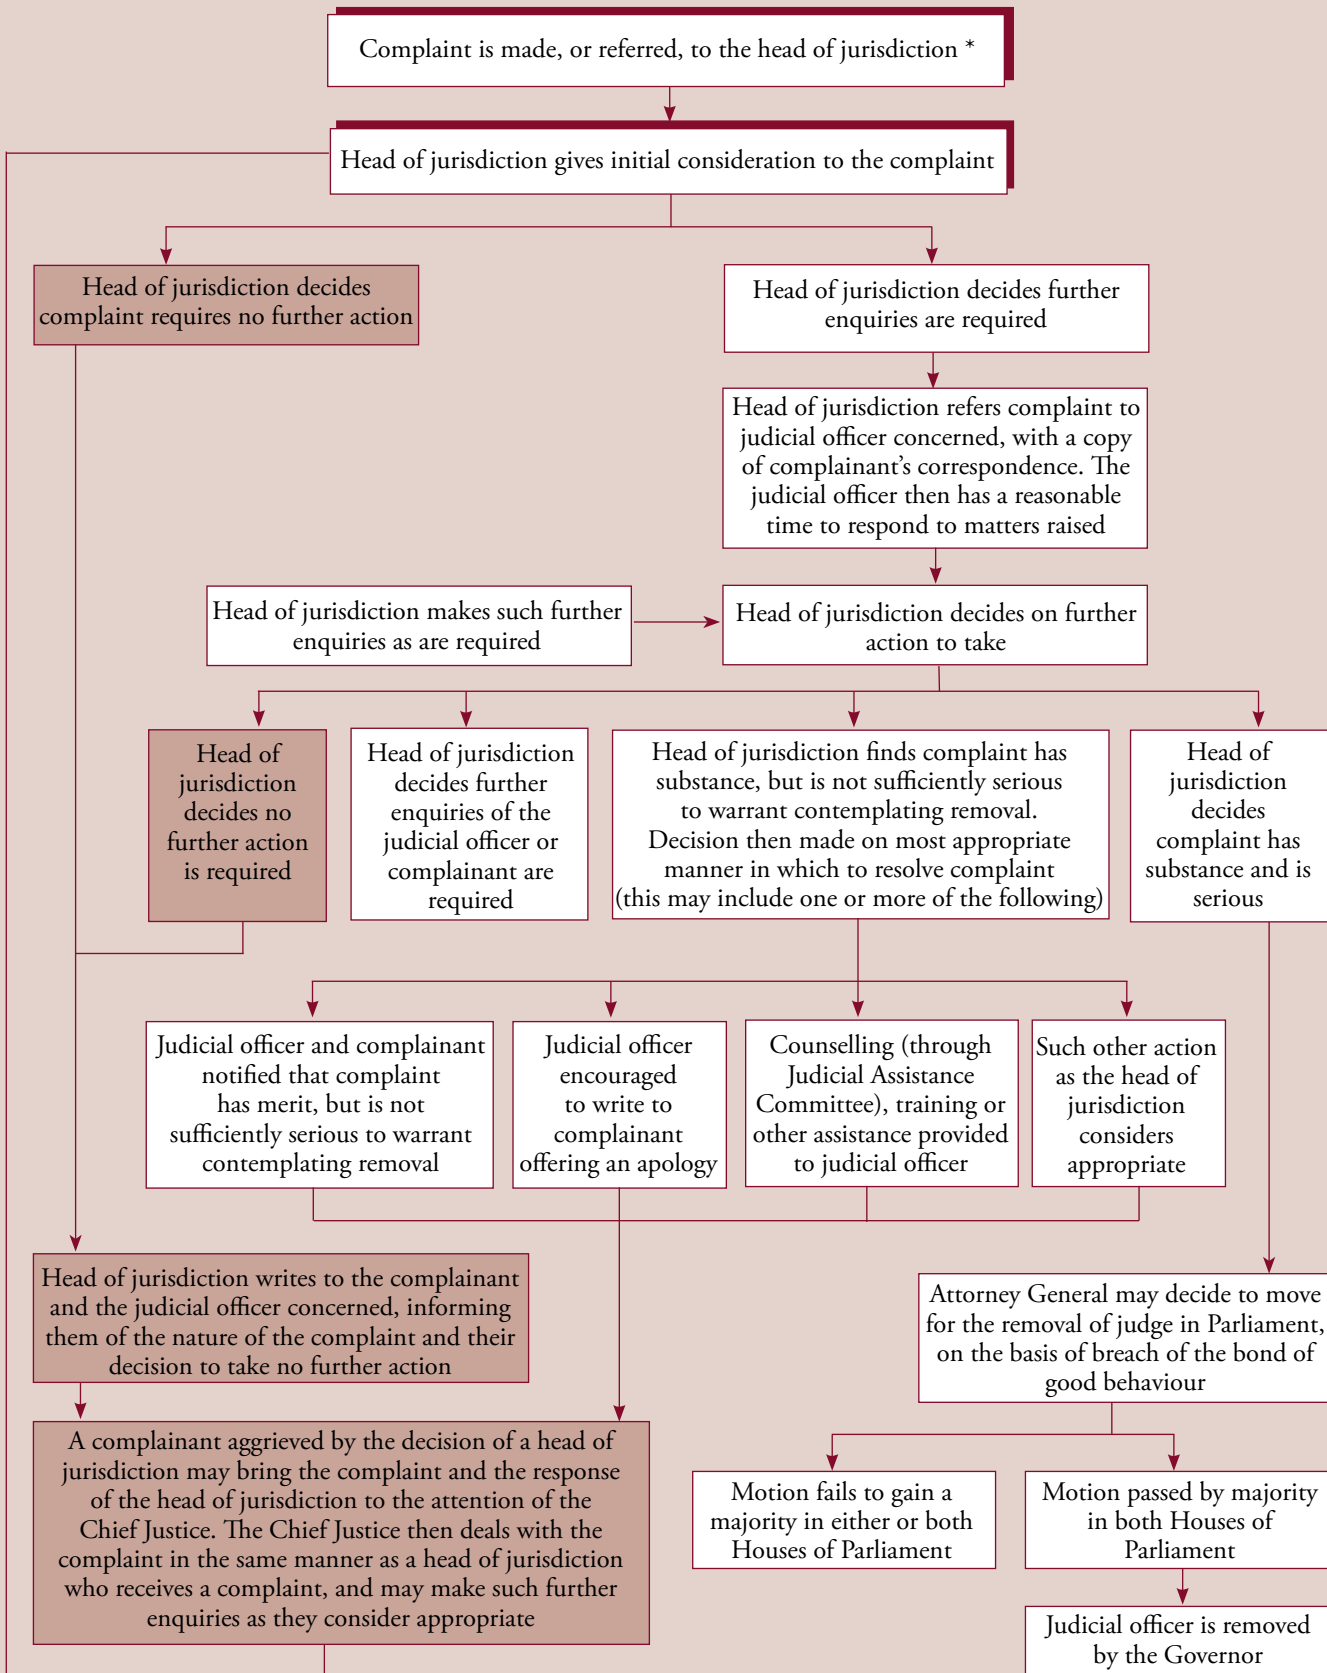 Complaint is made, or referred, to the head of jurisdiction *
Head of jurisdiction gives initial consideration to the complaint
Head of jurisdiction decides
complaint requires no further action
Head of jurisdiction decides further
enquiries are required
Head of jurisdiction refers complaint to
judicial officer concerned, with a copy
of complainant's correspondence. The
judicial officer then has a reasonable
time to respond to matters raised
Head of jurisdiction makes such further
enquiries as are required
Head of jurisdiction decides on further
action to take
Head of
jurisdiction
decides no
further action
is required
Head of jurisdiction
decides further
enquiries of the
judicial officer or
complainant are
required
Head of jurisdiction finds complaint has
substance, but is not sufficiently serious
to warrant contemplating removal.
Decision then made on most appropriate
manner in which to resolve complaint
(this may include one or more of the following)
Head of
jurisdiction
decides
complaint has
substance and is
serious
Judicial officer and complainant
notified that complaint
has merit, but is not
sufficiently serious to warrant
contemplating removal
Judicial officer
encouraged
to write to
complainant
offering an apology
Counselling (through
Judicial Assistance
Committee), training or
other assistance provided
to judicial officer
Such other action
as the head of
jurisdiction
considers
appropriate
Head of jurisdiction writes to the complainant
and the judicial officer concerned, informing
them of the nature of the complaint and their
decision to take no further action
Attorney General may decide to move
for the removal of judge in Parliament,
on the basis of breach of the bond of
good behaviour
A complainant aggrieved by the decision of a head of
jurisdiction may bring the complaint and the response
of the head of jurisdiction to the attention of the
Chief Justice. The Chief Justice then deals with the
complaint in the same manner as a head of jurisdiction
who receives a complaint, and may make such further
enquiries as they consider appropriate
Motion fails to gain a
majority in either or both
Houses of Parliament
Motion passed by majority
in both Houses of
Parliament
Judicial officer is removed
by the Governor